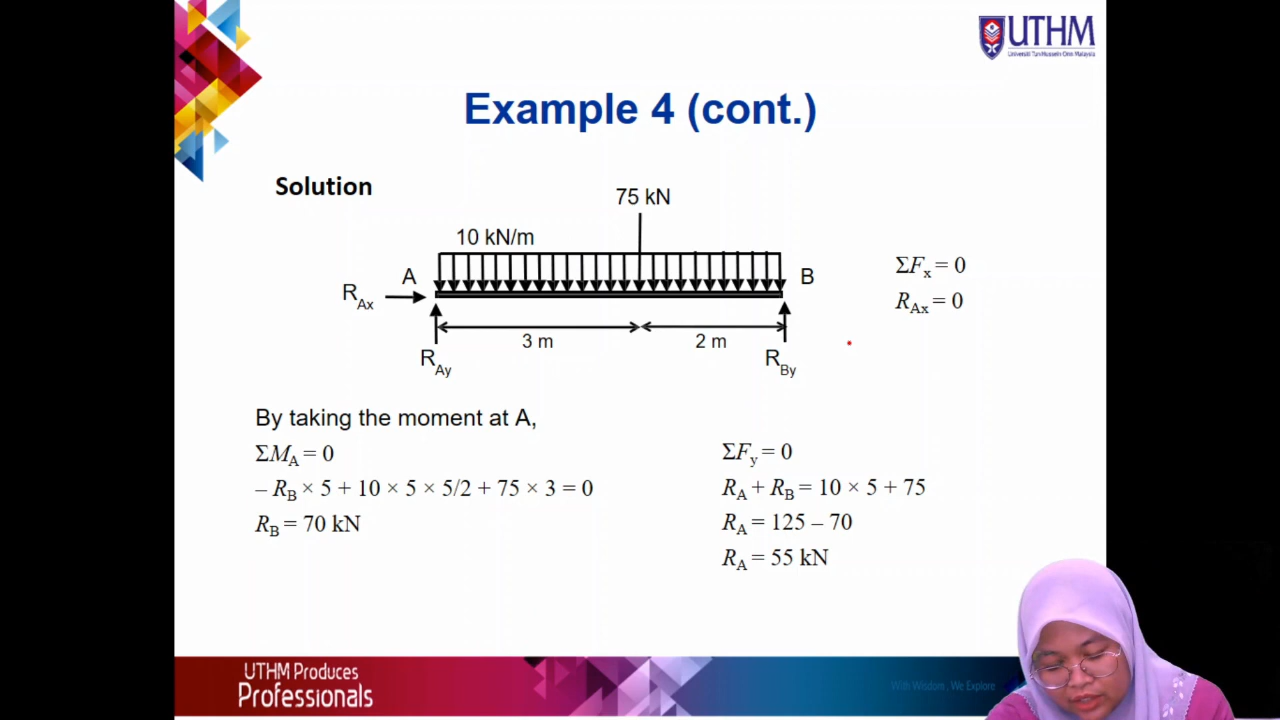 UTHM
Universiti Tun Hussein Onn Malaysia
Example 4 (cont.)
Solution
75 kN
10 kN/m
A
B
R_Ax
ΣF_x = 0
R_Ax = 0
3 m
2 m
R_Ay
R_By
By taking the moment at A,
ΣM_A = 0
– R_B × 5 + 10 × 5 × 5/2 + 75 × 3 = 0
R_B = 70 kN
ΣF_y = 0
R_A + R_B = 10 × 5 + 75
R_A = 125 – 70
R_A = 55 kN
UTHM Produces
Professionals
With Wisdom, We Explore